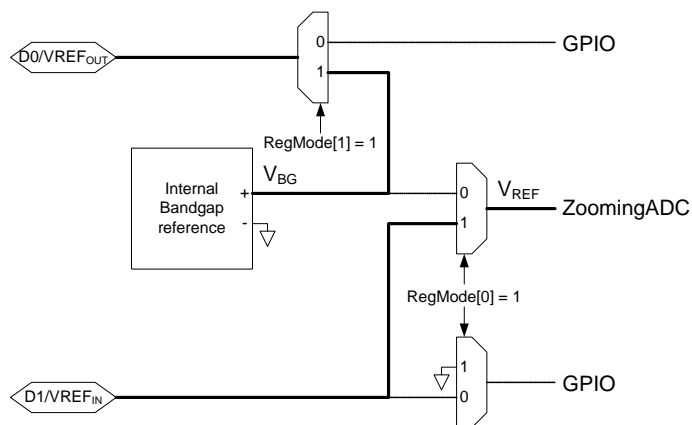 0
GPIO
D0/VREFOUT
1
RegMode[1] = 1
VBG
Internal
Bandgap
reference
+
-
0
1
VREF
ZoomingADC
RegMode[0] = 1
1
0
GPIO
D1/VREFIN